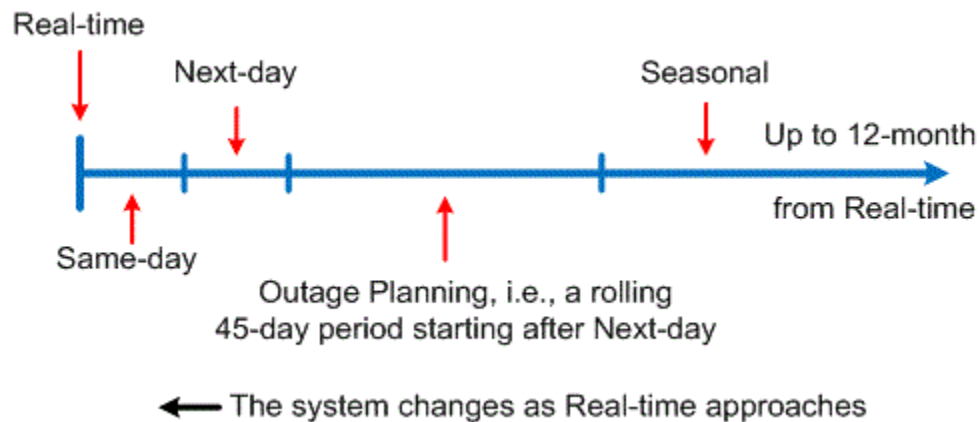 Real-time
Next-day
Seasonal
Up to 12-month
from Real-time
Same-day
Outage Planning, i.e., a rolling
45-day period starting after Next-day
The system changes as Real-time approaches